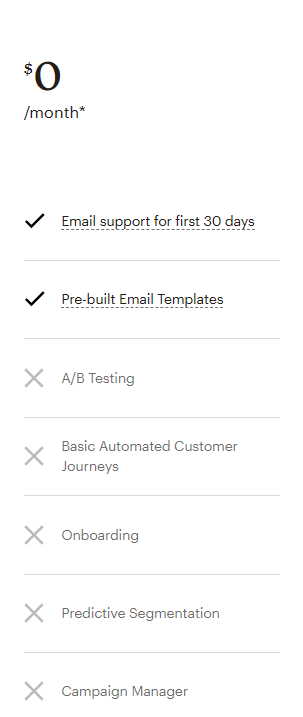 $0
/month*
Email support for first 30 days
Pre-built Email Templates
A/B Testing
Basic Automated Customer
Journeys
Onboarding
Predictive Segmentation
Campaign Manager